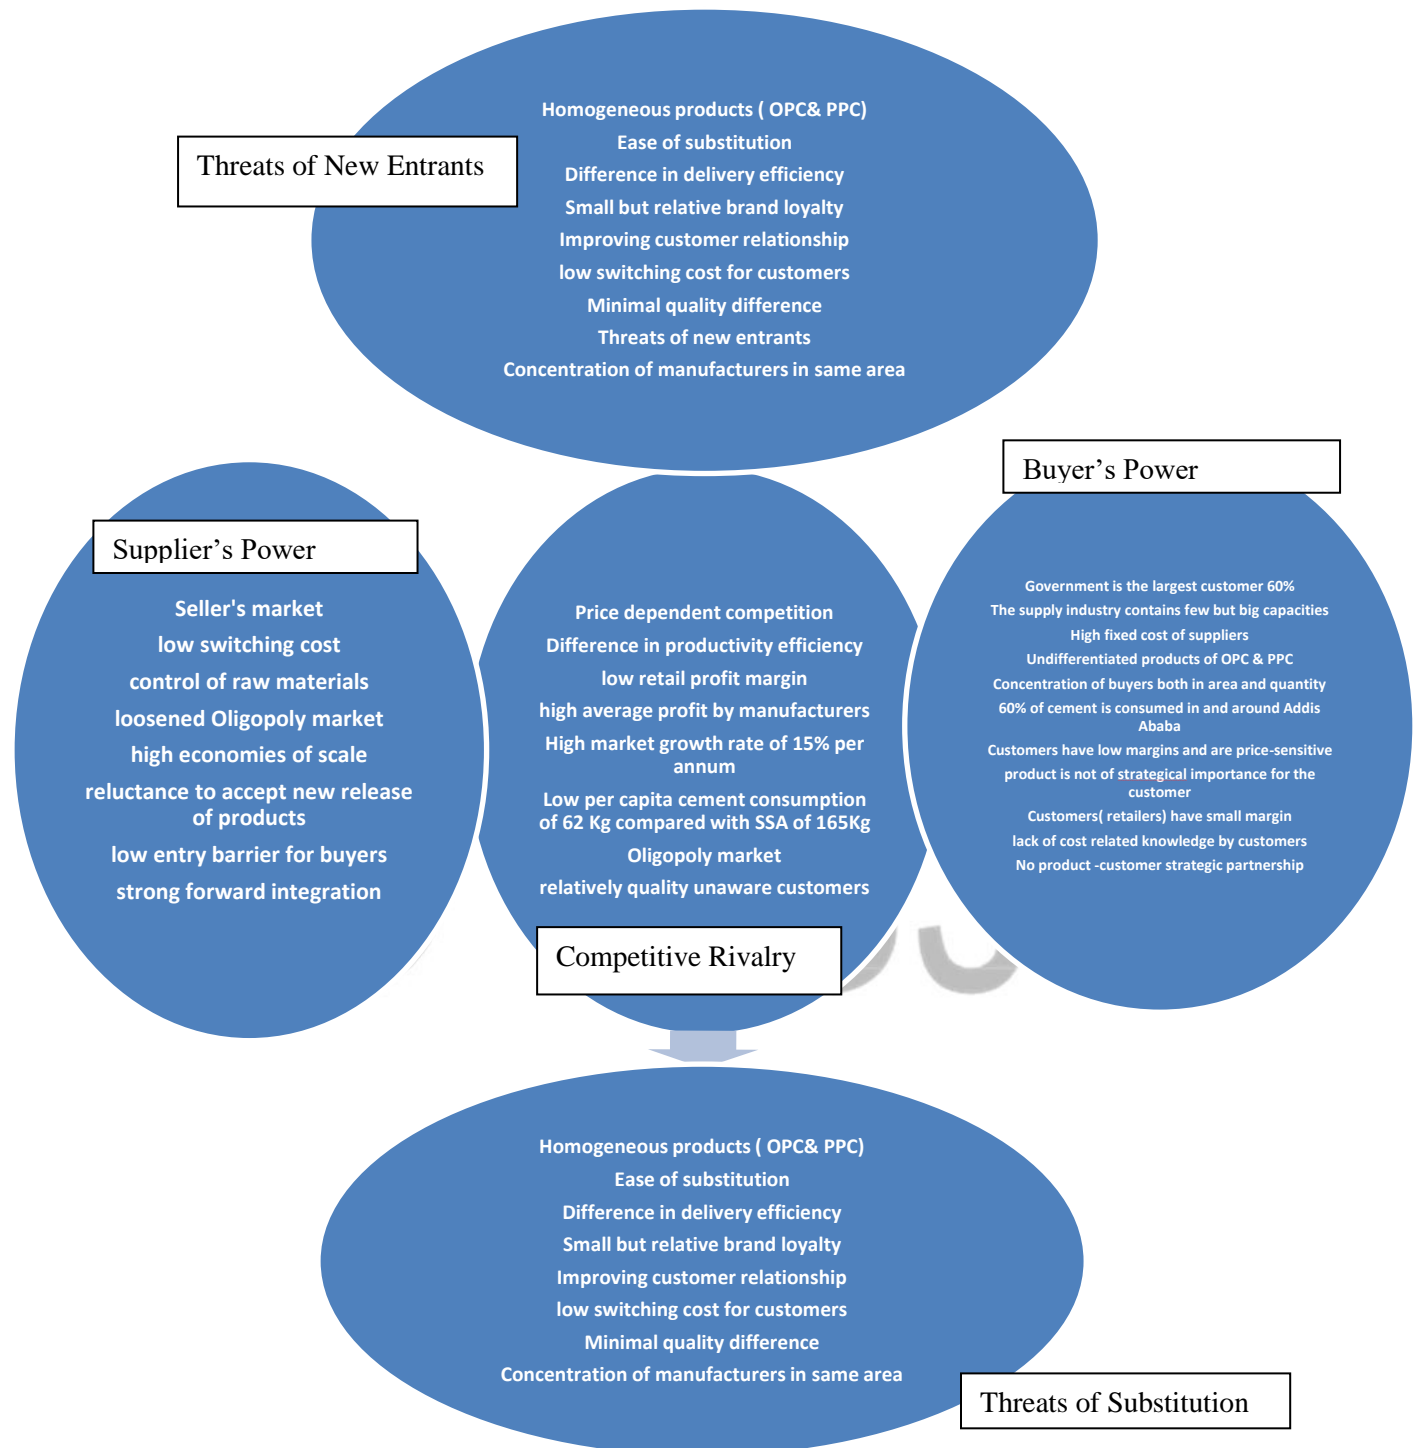 Threats of New Entrants
Homogeneous products ( OPC& PPC)
Ease of substitution
Difference in delivery efficiency
Small but relative brand loyalty
Improving customer relationship
low switching cost for customers
Minimal quality difference
Threats of new entrants
Concentration of manufacturers in same area
Supplier’s Power
Seller's market
low switching cost
control of raw materials
loosened Oligopoly market
high economies of scale
reluctance to accept new release
of products
low entry barrier for buyers
strong forward integration
Price dependent competition
Difference in productivity efficiency
low retail profit margin
high average profit by manufacturers
High market growth rate of 15% per
annum
Low per capita cement consumption
of 62 Kg compared with SSA of 165Kg
Oligopoly market
relatively quality unaware customers
Competitive Rivalry
Buyer’s Power
Government is the largest customer 60%
The supply industry contains few but big capacities
High fixed cost of suppliers
Undifferentiated products of OPC & PPC
Concentration of buyers both in area and quantity
60% of cement is consumed in and around Addis
Ababa
Customers have low margins and are price-sensitive
product is not of strategical importance for the
customer
Customers( retailers) have small margin
lack of cost related knowledge by customers
No product -customer strategic partnership
Homogeneous products ( OPC& PPC)
Ease of substitution
Difference in delivery efficiency
Small but relative brand loyalty
Improving customer relationship
low switching cost for customers
Minimal quality difference
Concentration of manufacturers in same area
Threats of Substitution